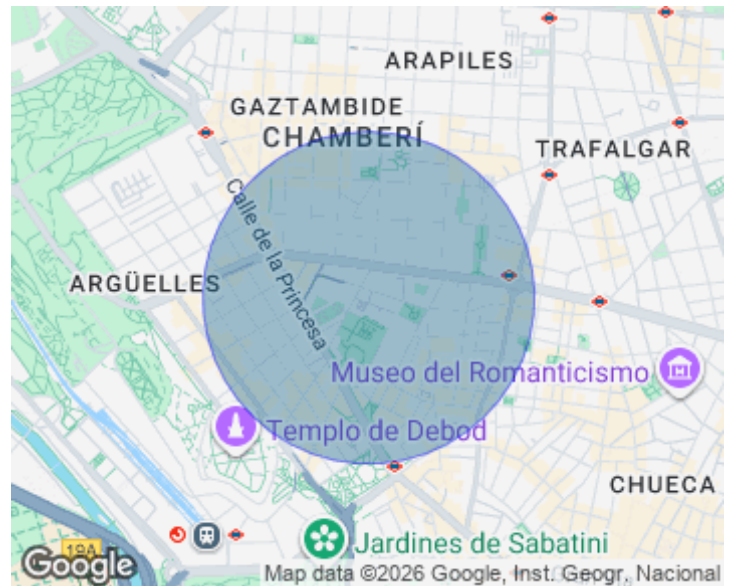 ARAPILES
GAZTAMBIDE
CHAMBERÍ
TRAFALGAR
Calle de la Princesa
ARGÜELLES
Museo del Romanticismo
Templo de Debod
CHUECA
Jardines de Sabatini
18A
Google
Map data ©2026 Google, Inst. Geogr. Nacional